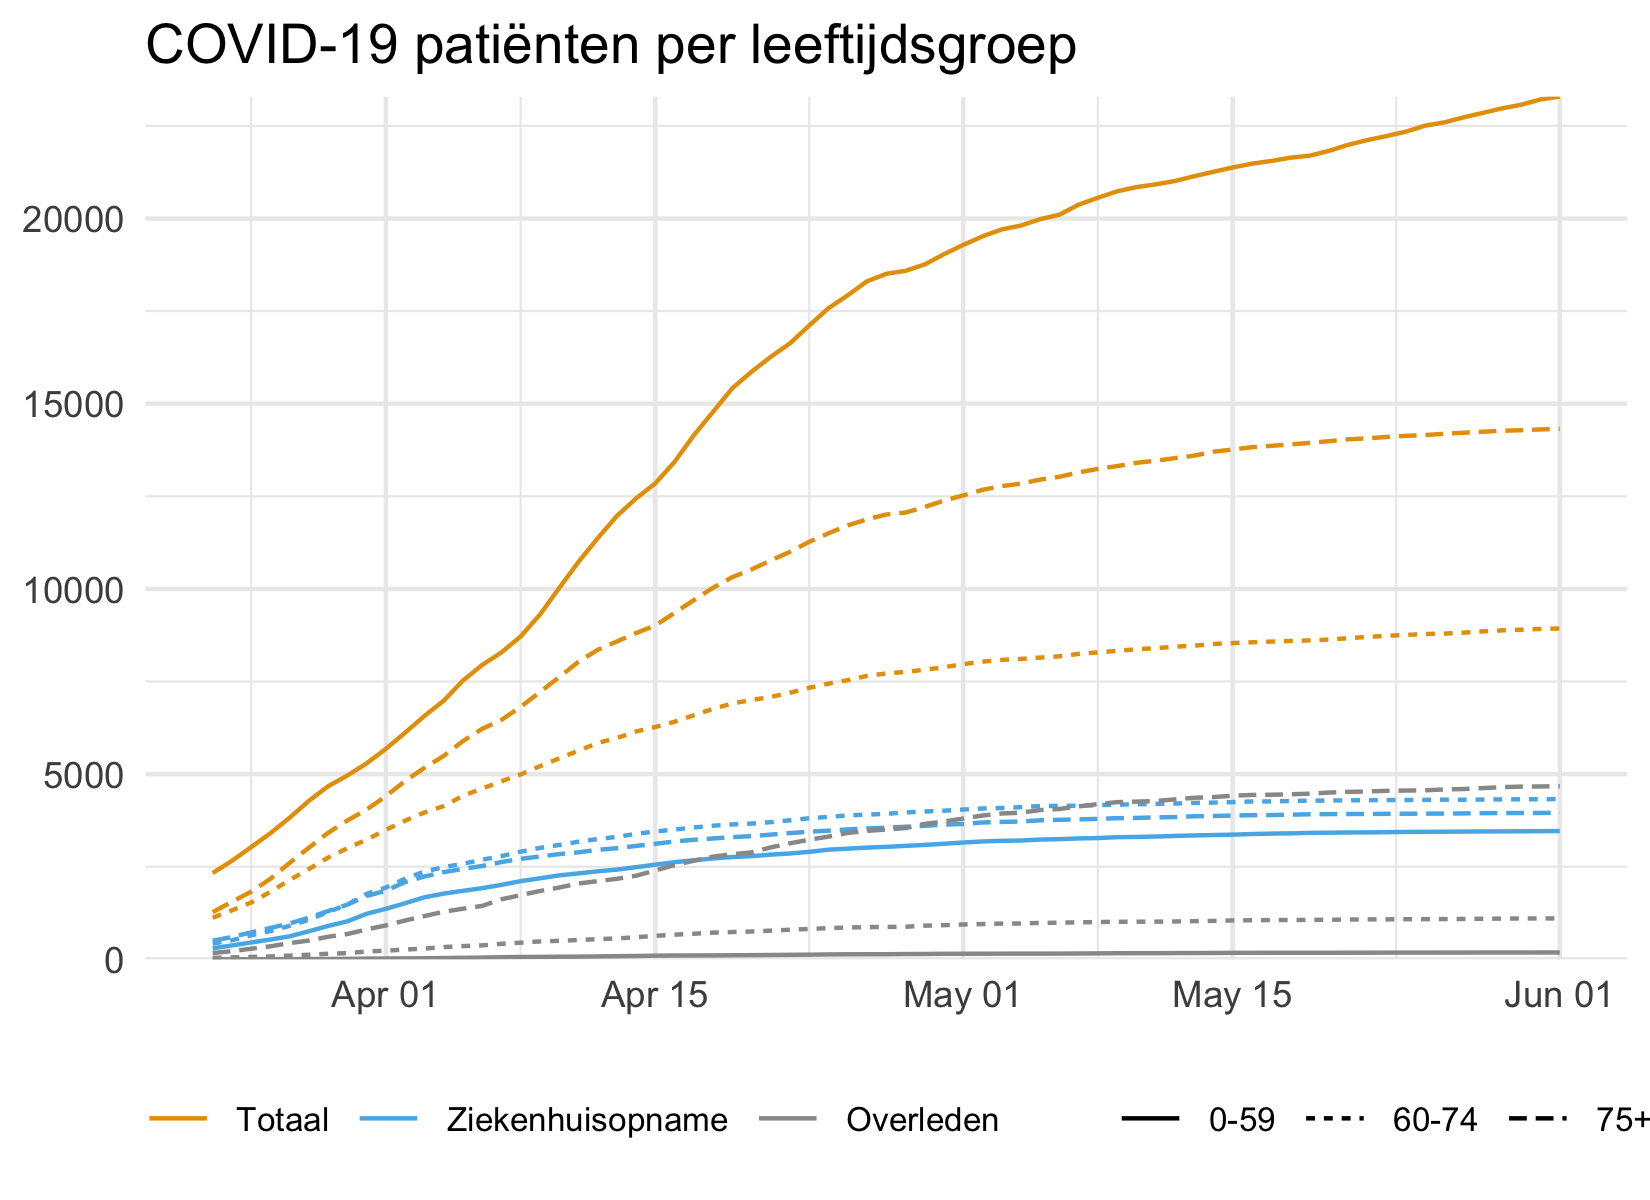 COVID-19 patiënten per leeftijdsgroep
20000
15000
10000
5000
0
Apr 01 Apr 15 May 01 May 15 Jun 01
Totaal Ziekenhuisopname Overleden 0-59 60-74 75+